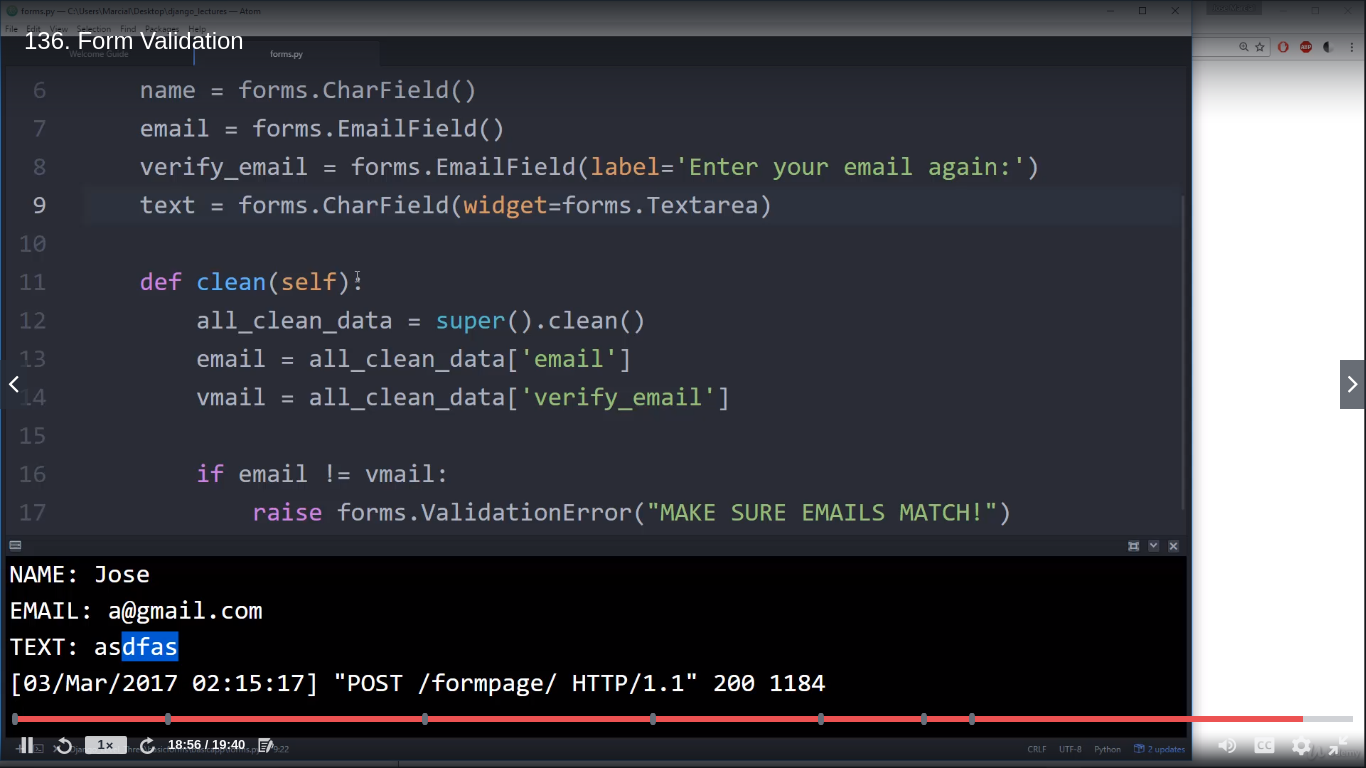 forms.py — C:\Users\Marcial\Desktop\django_lectures — Atom
File Edit View Selection Find Packages Help
136. Form Validation
Welcome Guide
forms.py
6 name = forms.CharField()
7 email = forms.EmailField()
8 verify_email = forms.EmailField(label='Enter your email again:')
9 text = forms.CharField(widget=forms.Textarea)
10
11 def clean(self):
12 all_clean_data = super().clean()
13 email = all_clean_data['email']
14 vmail = all_clean_data['verify_email']
15
16 if email != vmail:
17 raise forms.ValidationError("MAKE SURE EMAILS MATCH!")
NAME: Jose
EMAIL: a@gmail.com
TEXT: asdfas
[03/Mar/2017 02:15:17] "POST /formpage/ HTTP/1.1" 200 1184
1x
18:56 / 19:40
9:22
CRLF UTF-8 Python 2 updates
CC